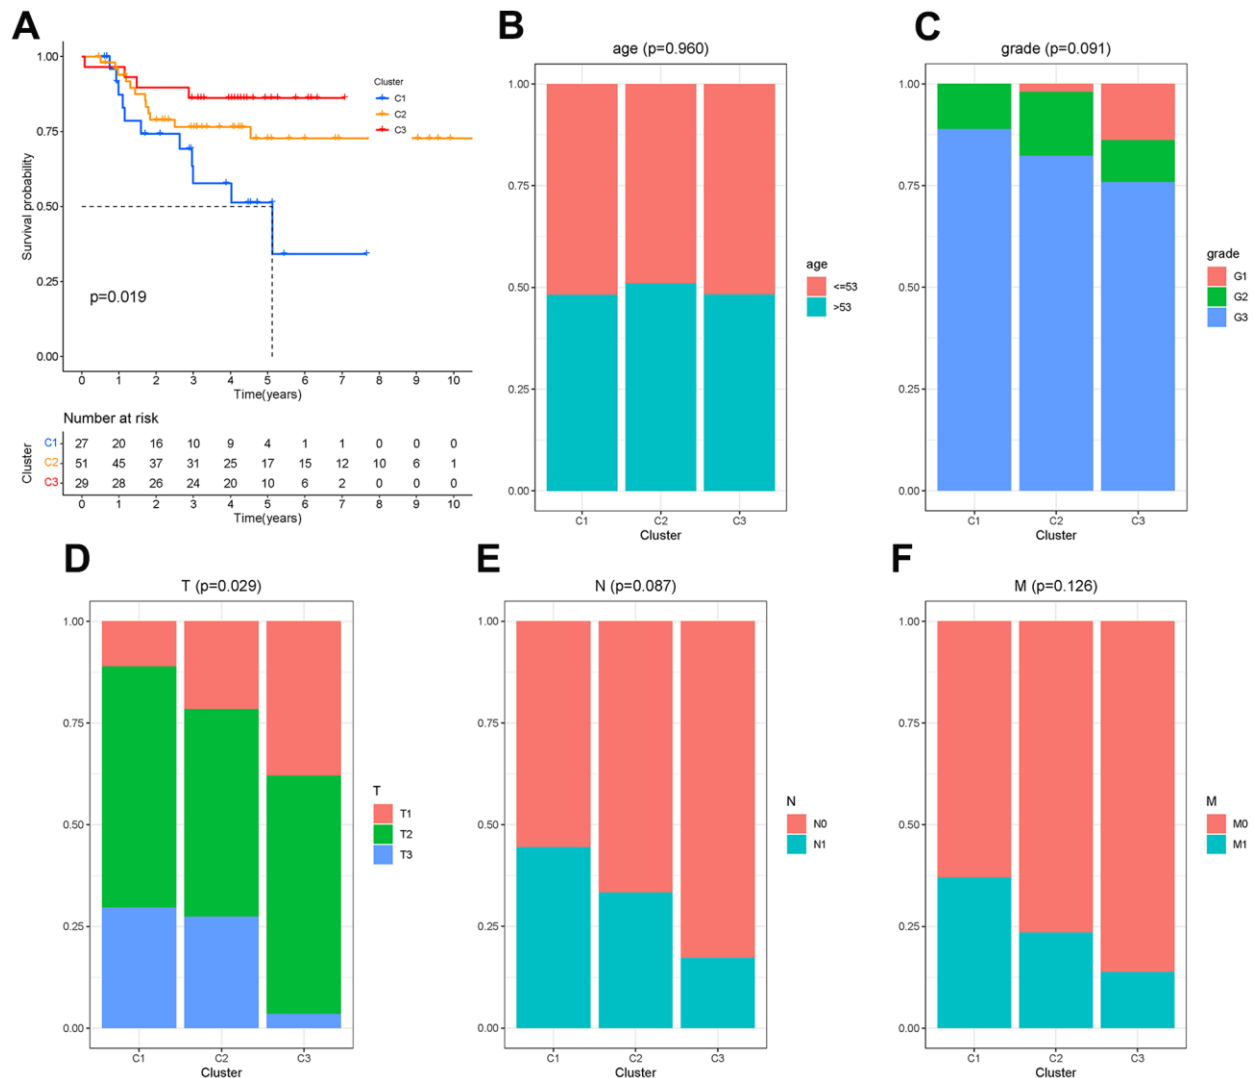 A
1.00
0.75
0.50
0.25
0.00
Survival probability
Cluster
C1
C2
C3
p=0.019
0 1 2 3 4 5 6 7 8 9 10
Time(years)
Number at risk
Cluster
C1 27 20 16 10 9 4 1 1 0 0 0
C2 51 45 37 31 25 17 15 12 10 6 1
C3 29 28 26 24 20 10 6 2 0 0 0
0 1 2 3 4 5 6 7 8 9 10
Time(years)
B
age (p=0.960)
1.00
0.75
0.50
0.25
0.00
C1 C2 C3
Cluster
age
<=53
>53
C
grade (p=0.091)
1.00
0.75
0.50
0.25
0.00
C1 C2 C3
Cluster
grade
G1
G2
G3
D
T (p=0.029)
1.00
0.75
0.50
0.25
0.00
C1 C2 C3
Cluster
T
T1
T2
T3
E
N (p=0.087)
1.00
0.75
0.50
0.25
0.00
C1 C2 C3
Cluster
N
N0
N1
F
M (p=0.126)
1.00
0.75
0.50
0.25
0.00
C1 C2 C3
Cluster
M
M0
M1